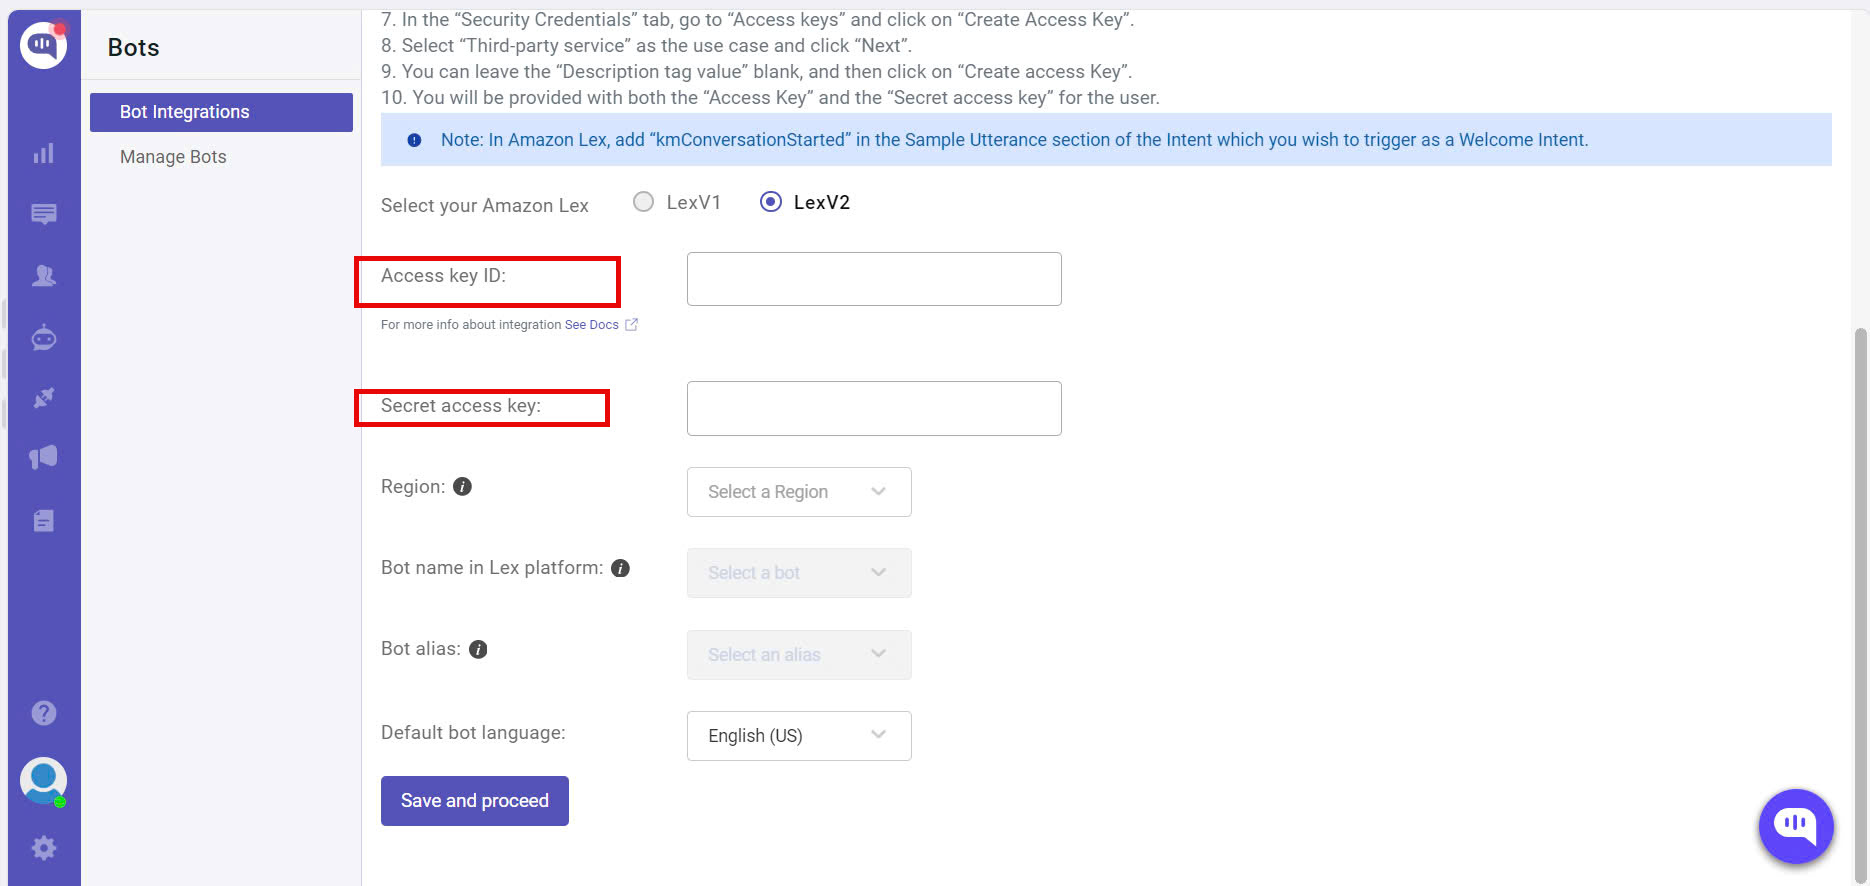 Bots
Bot Integrations
Manage Bots
7. In the “Security Credentials” tab, go to “Access keys” and click on “Create Access Key”.
8. Select “Third-party service” as the use case and click “Next”.
9. You can leave the “Description tag value” blank, and then click on “Create access Key”.
10. You will be provided with both the “Access Key” and the “Secret access key” for the user.
Note: In Amazon Lex, add “kmConversationStarted” in the Sample Utterance section of the Intent which you wish to trigger as a Welcome Intent.
Select your Amazon Lex LexV1 LexV2
Access key ID:
For more info about integration See Docs
Secret access key:
Region: Select a Region
Bot name in Lex platform: Select a bot
Bot alias: Select an alias
Default bot language: English (US)
Save and proceed